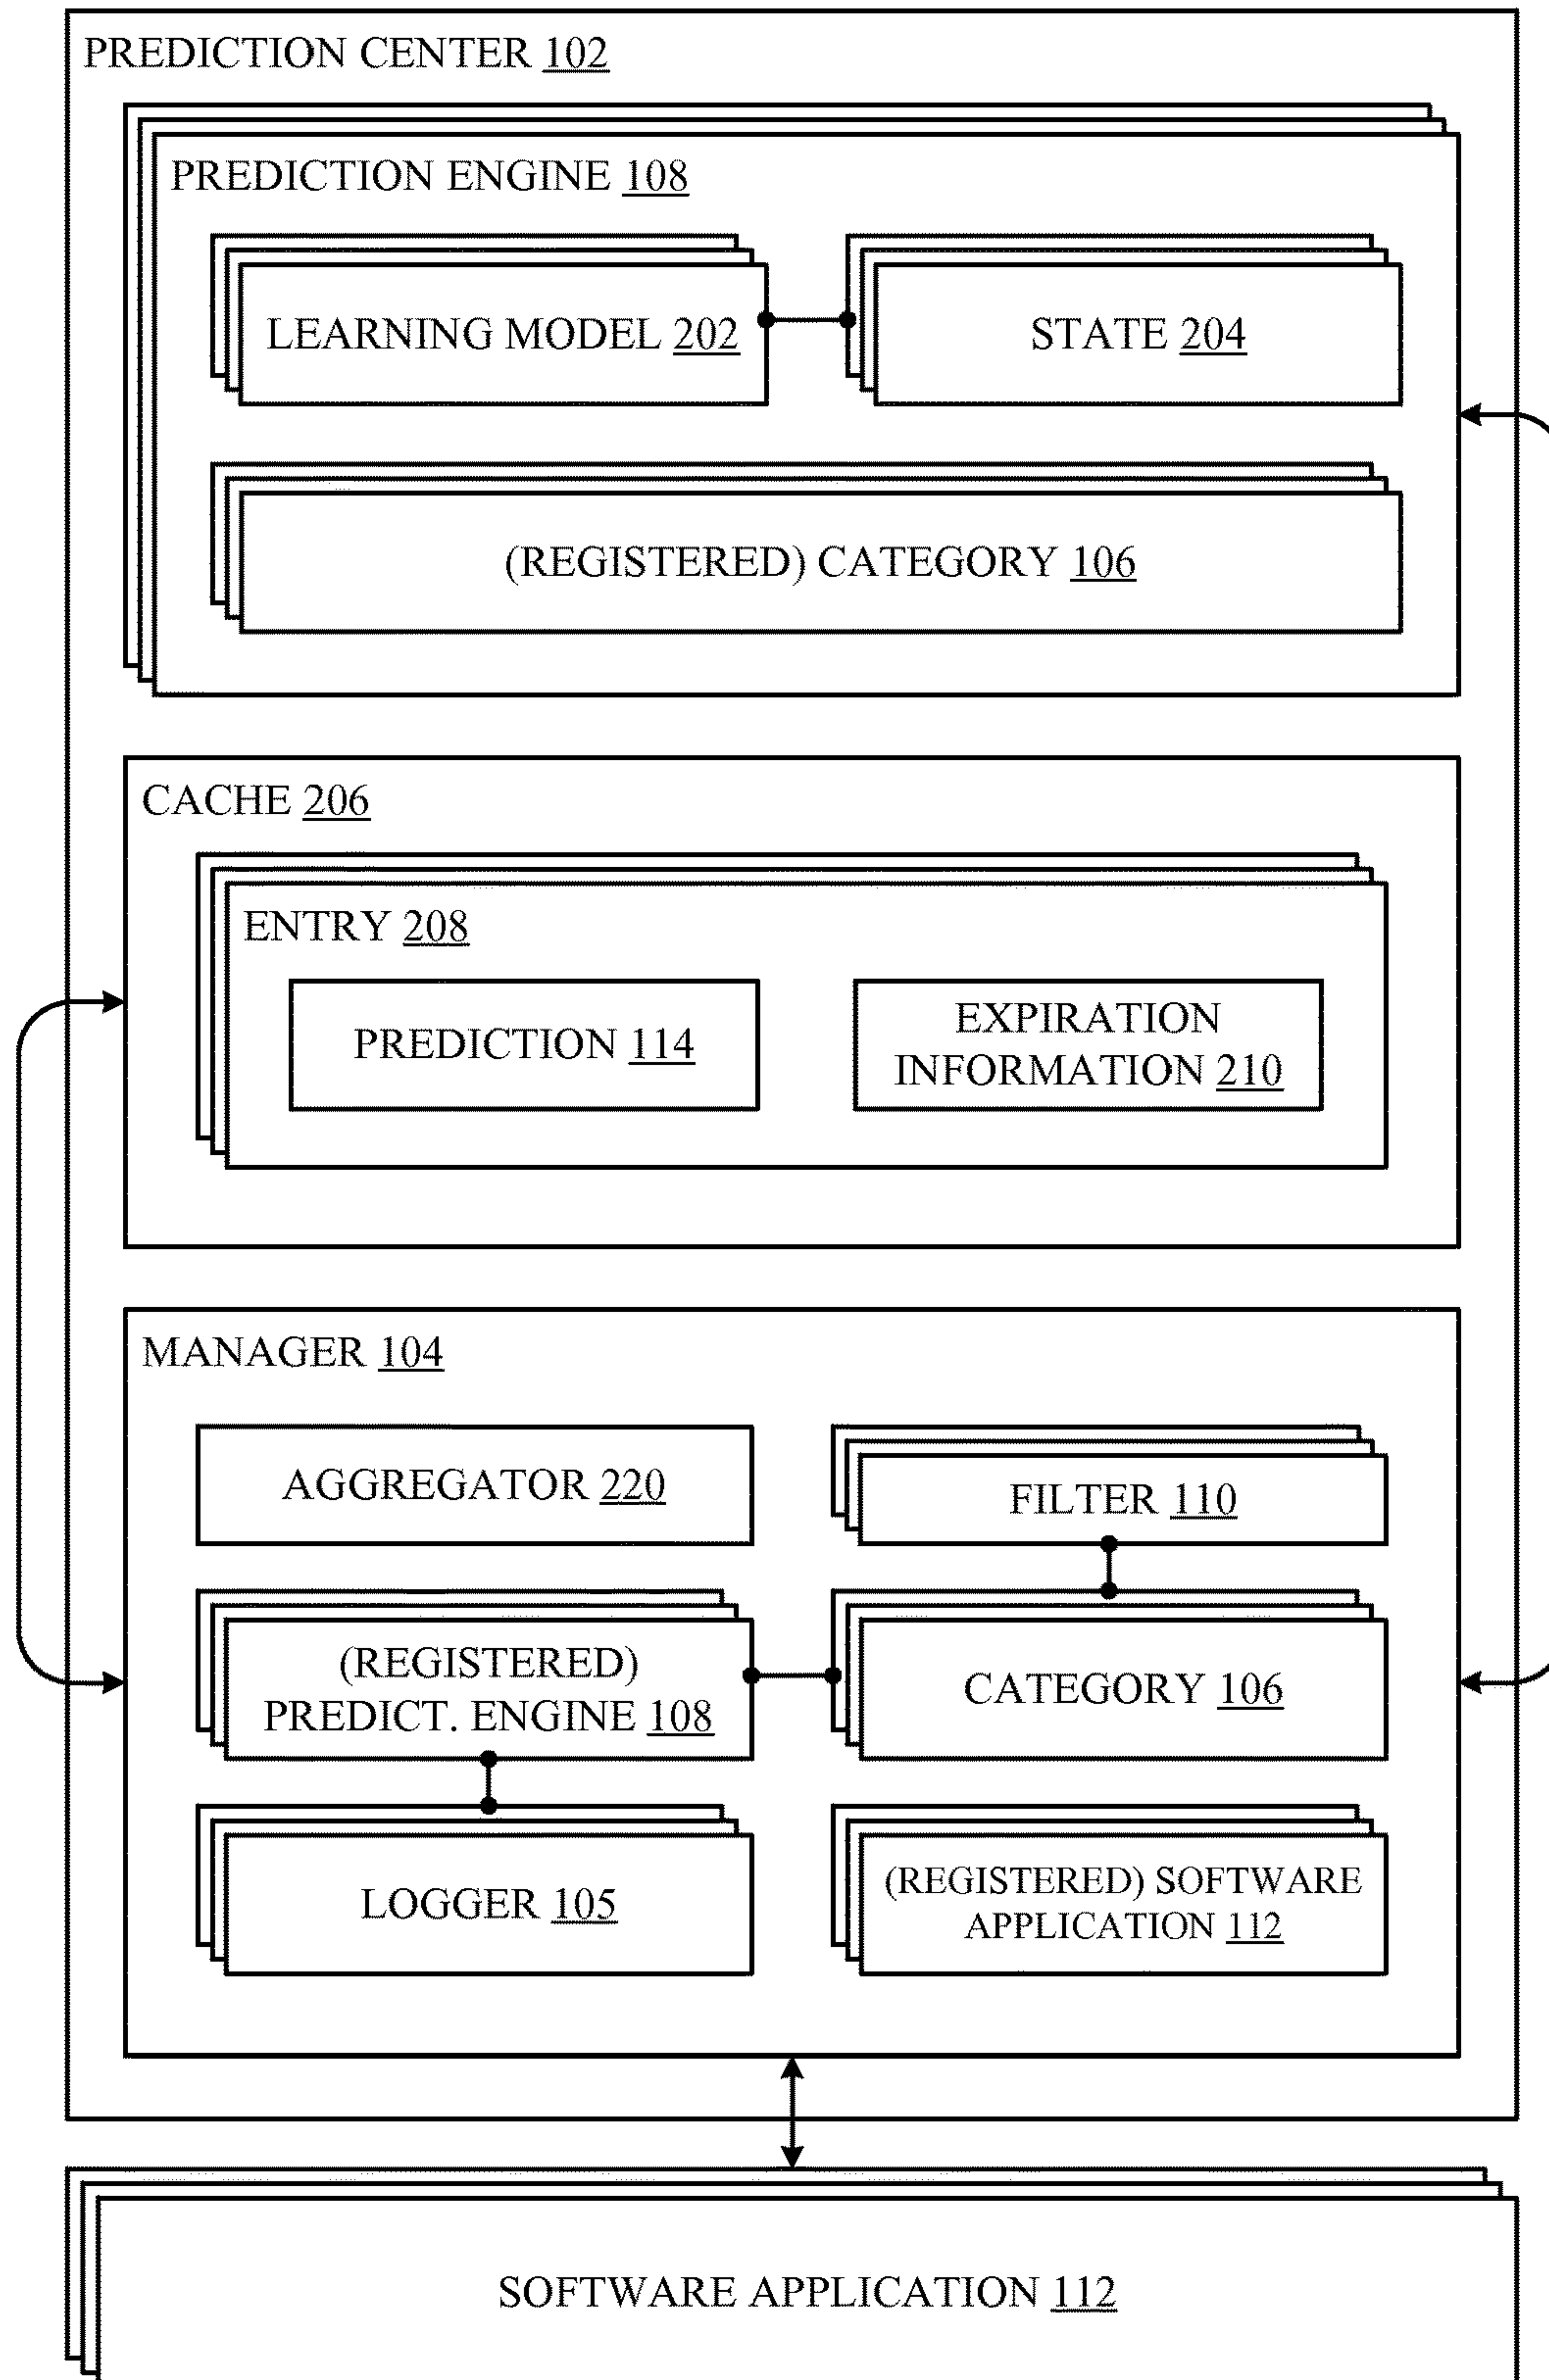 PREDICTION CENTER 102
PREDICTION ENGINE 108
LEARNING MODEL 202
STATE 204
(REGISTERED) CATEGORY 106
CACHE 206
ENTRY 208
PREDICTION 114
EXPIRATION
INFORMATION 210
MANAGER 104
AGGREGATOR 220
FILTER 110
(REGISTERED)
PREDICT. ENGINE 108
CATEGORY 106
LOGGER 105
(REGISTERED) SOFTWARE
APPLICATION 112
SOFTWARE APPLICATION 112